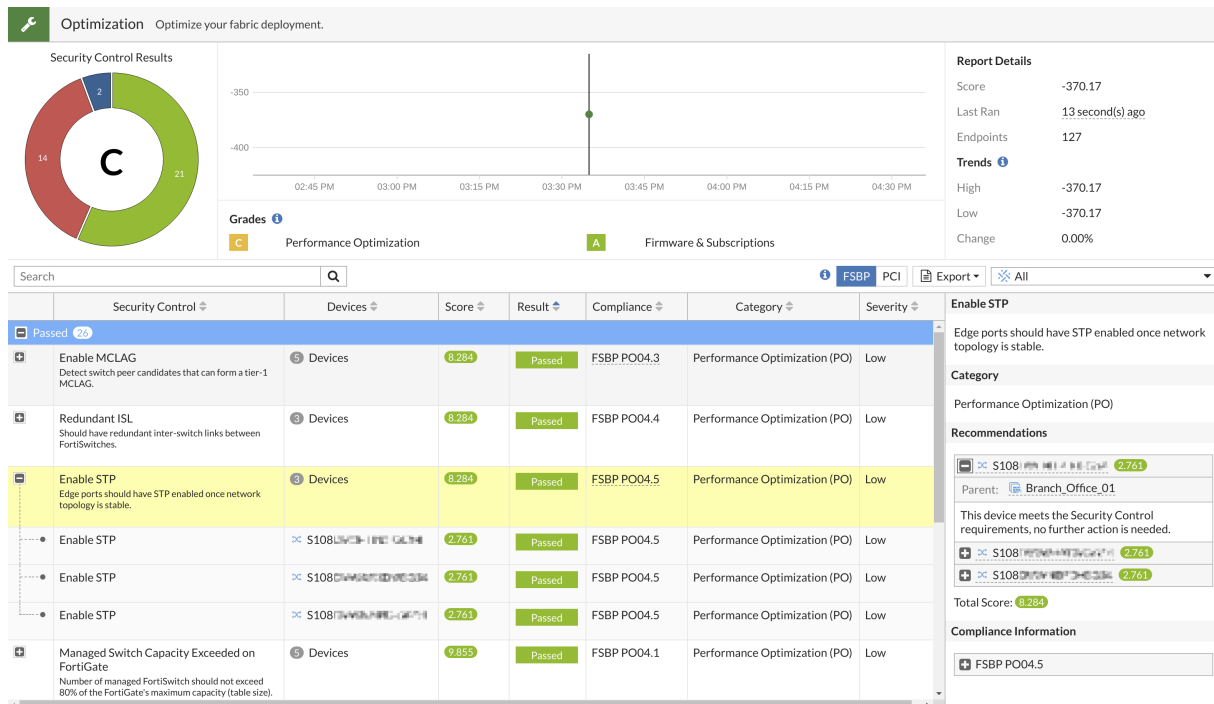 Optimization Optimize your fabric deployment.
Security Control Results
2
14
C
21
-350
-400
02:45 PM 03:00 PM 03:15 PM 03:30 PM 03:45 PM 04:00 PM 04:15 PM 04:30 PM
Grades
C Performance Optimization A Firmware & Subscriptions
Report Details
Score -370.17
Last Ran 13 second(s) ago
Endpoints 127
Trends
High -370.17
Low -370.17
Change 0.00%
Search FSBP PCI Export All
Security Control Devices Score Result Compliance Category Severity
Passed 26
Enable MCLAG 5 Devices 8.284 Passed FSBP PO04.3 Performance Optimization (PO) Low
Detect switch peer candidates that can form a tier-1
MCLAG.
Redundant ISL 3 Devices 8.284 Passed FSBP PO04.4 Performance Optimization (PO) Low
Should have redundant inter-switch links between
FortiSwitches.
Enable STP 3 Devices 8.284 Passed FSBP PO04.5 Performance Optimization (PO) Low
Edge ports should have STP enabled once network
topology is stable.
Enable STP S108 2.761 Passed FSBP PO04.5 Performance Optimization (PO) Low
Enable STP S108 2.761 Passed FSBP PO04.5 Performance Optimization (PO) Low
Enable STP S108 2.761 Passed FSBP PO04.5 Performance Optimization (PO) Low
Managed Switch Capacity Exceeded on 5 Devices 9.855 Passed FSBP PO04.1 Performance Optimization (PO) Low
FortiGate
Number of managed FortiSwitch should not exceed
80% of the FortiGate's maximum capacity (table size).
Enable STP
Edge ports should have STP enabled once network
topology is stable.
Category
Performance Optimization (PO)
Recommendations
S108 2.761
Parent: Branch_Office_01
This device meets the Security Control
requirements, no further action is needed.
S108 2.761
S108 2.761
Total Score: 8.284
Compliance Information
FSBP PO04.5